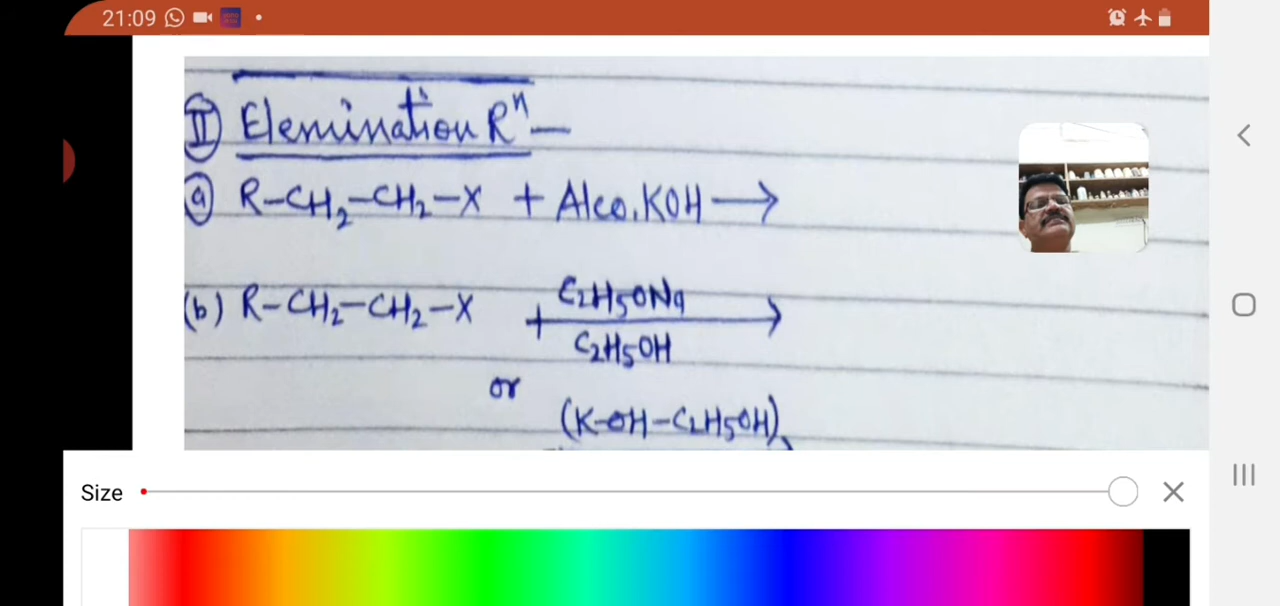 21:09
II Elemination Rⁿ—
a R-CH₂-CH₂-X + Alco.KOH →
(b) R-CH₂-CH₂-X + C₂H₅ONa →
C₂H₅OH
or
(K-OH-C₂H₅OH)
Size